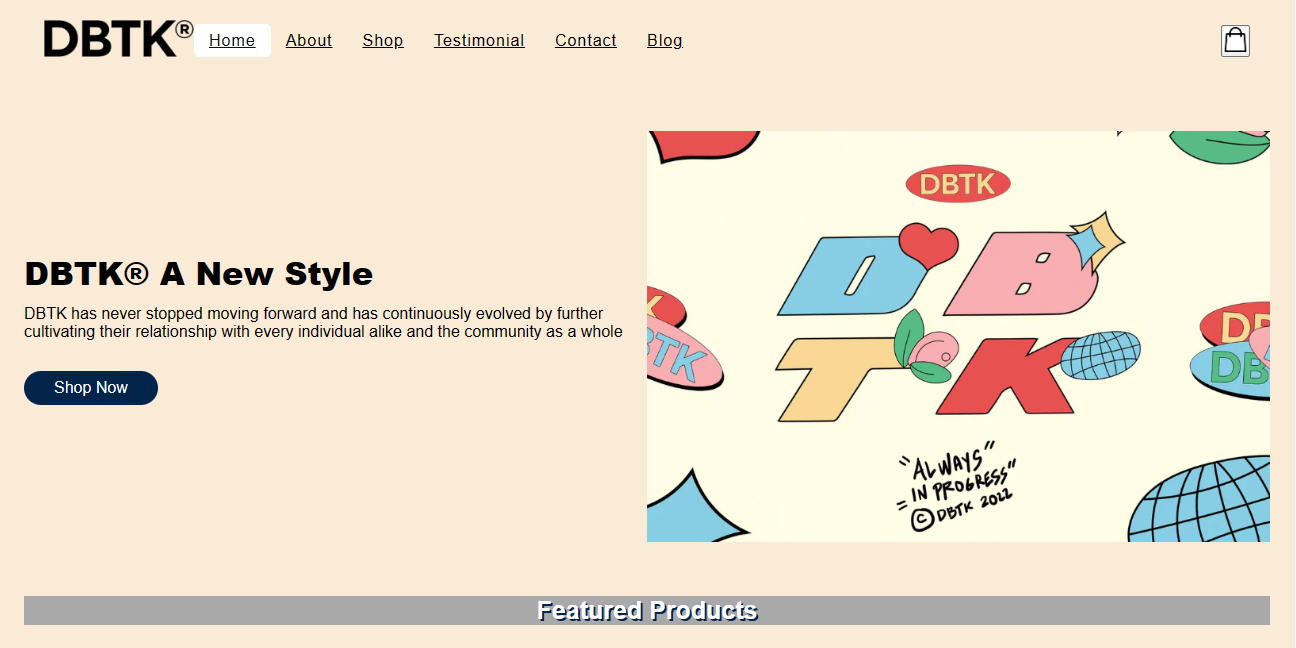 DBTK®
Home About Shop Testimonial Contact Blog
DBTK® A New Style
DBTK has never stopped moving forward and has continuously evolved by further
cultivating their relationship with every individual alike and the community as a whole
Shop Now
DBTK
D B
T K
DBTK
"ALWAYS"
= IN PROGRESS"
© DBTK 2022
Featured Products